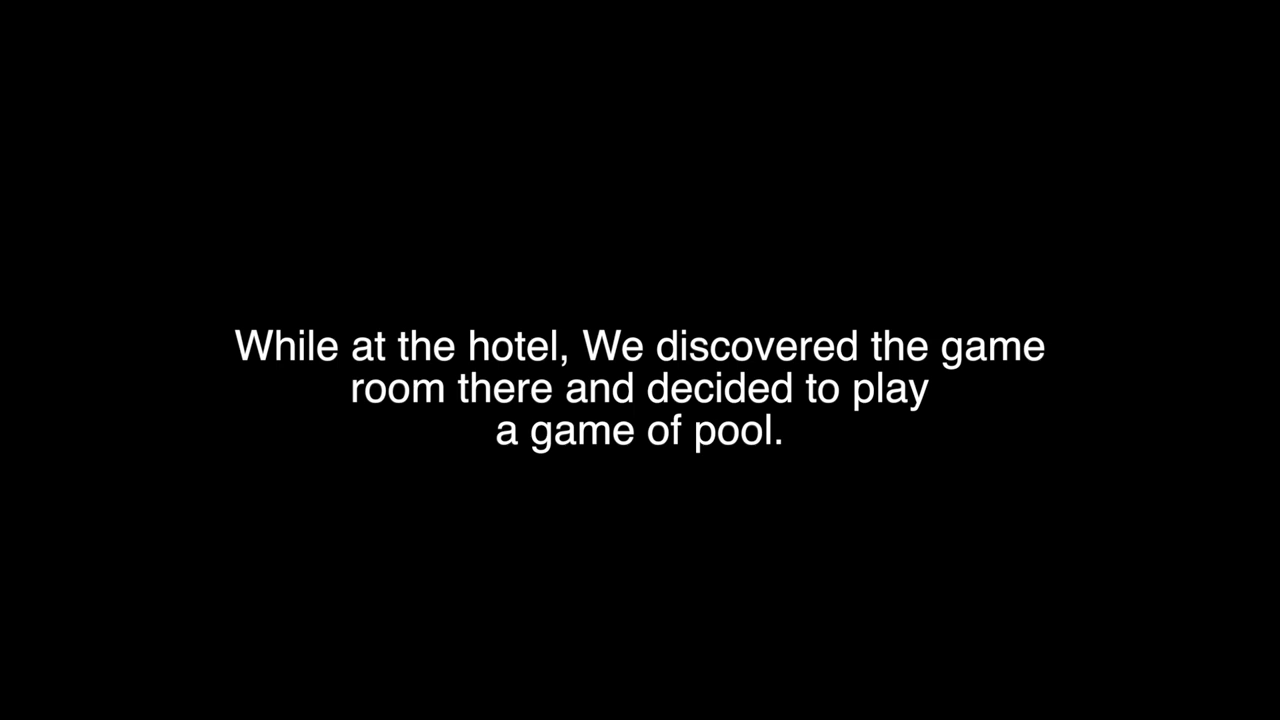 While at the hotel, We discovered the game
room there and decided to play
a game of pool.